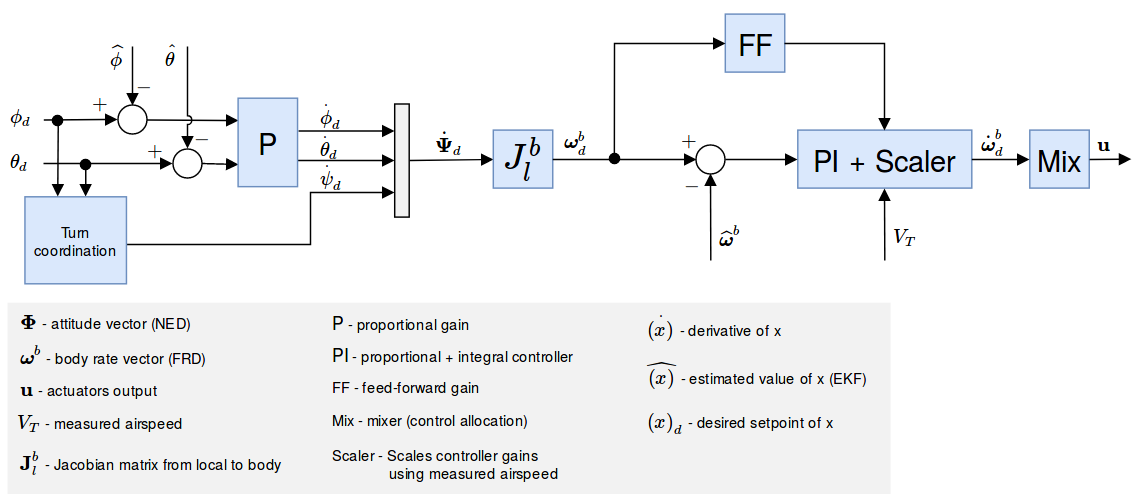 $\widehat{\phi}$ $\hat{\theta}$
FF
− 
$\phi_d$ +
−
$\dot{\phi}_d$
P
$\theta_d$ +
$\dot{\theta}_d$
$\dot{\mathbf{\Psi}}_d$
$\boldsymbol{J}_l^b$
$\boldsymbol{\omega}_d^b$
+
−
PI + Scaler
$\dot{\boldsymbol{\omega}}_d^b$
Mix
$\mathbf{u}$
$\dot{\psi}_d$
Turn
coordination
$\widehat{\boldsymbol{\omega}}^b$
$V_T$
$\mathbf{\Phi}$ - attitude vector (NED)
$\boldsymbol{\omega}^b$ - body rate vector (FRD)
$\mathbf{u}$ - actuators output
$V_T$ - measured airspeed
$\mathbf{J}_l^b$ - Jacobian matrix from local to body
P - proportional gain
PI - proportional + integral controller
FF - feed-forward gain
Mix - mixer (control allocation)
Scaler - Scales controller gains
using measured airspeed
$\dot{(x)}$ - derivative of x
$\widehat{(x)}$ - estimated value of x (EKF)
$(x)_d$ - desired setpoint of x